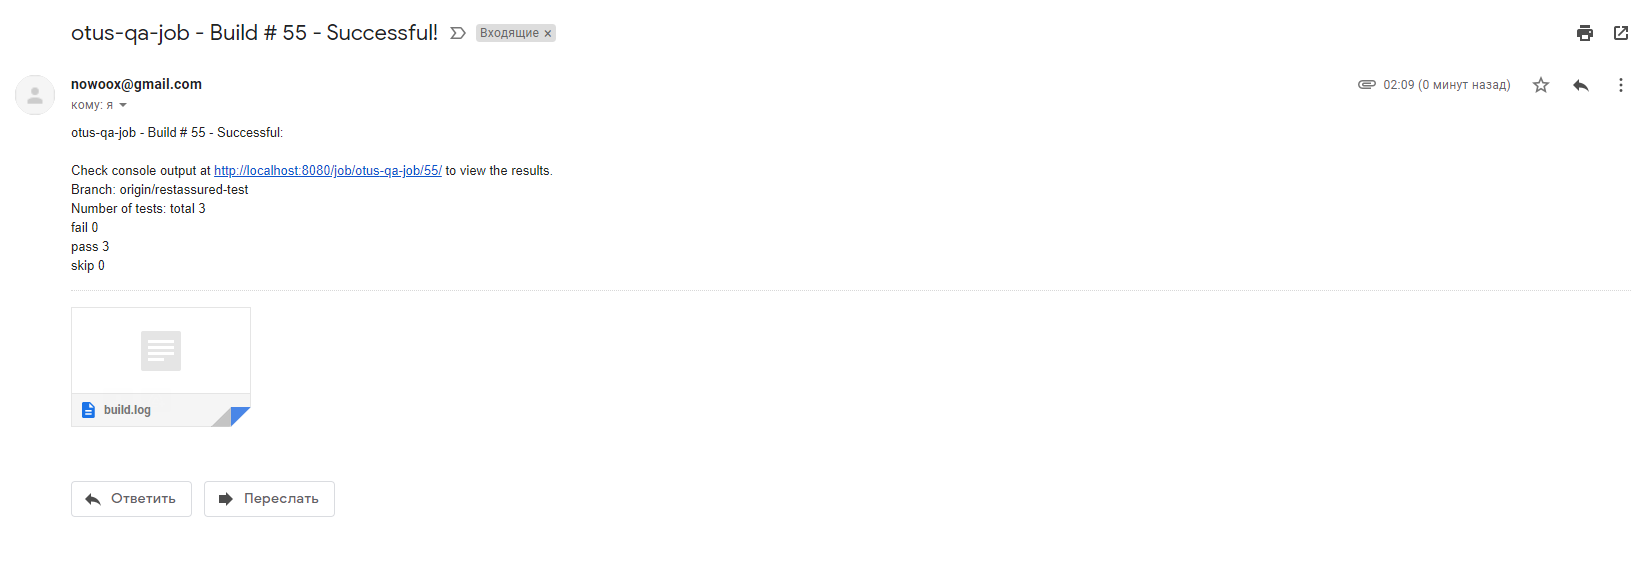 otus-qa-job - Build # 55 - Successful!
Входящие ×
nowoox@gmail.com
02:09 (0 минут назад)
кому: я
otus-qa-job - Build # 55 - Successful:
Check console output at http://localhost:8080/job/otus-qa-job/55/ to view the results.
Branch: origin/restassured-test
Number of tests: total 3
fail 0
pass 3
skip 0
build.log
Ответить
Переслать